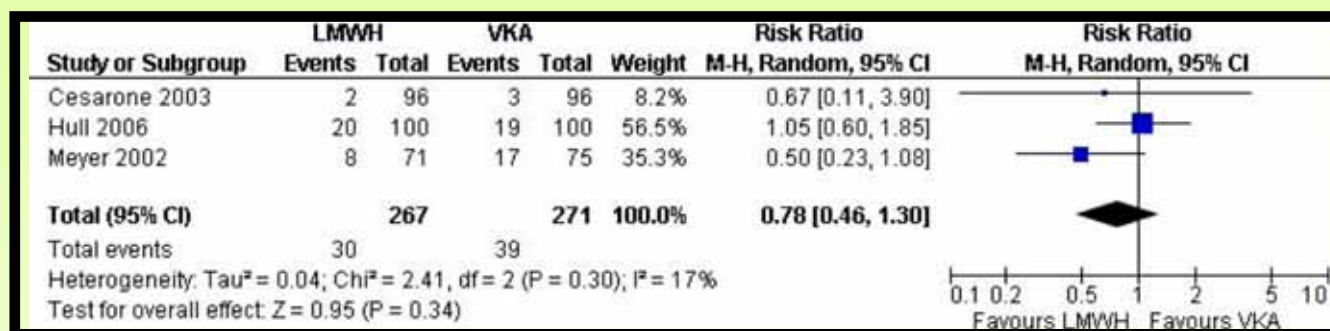 LMWH VKA Risk Ratio Risk Ratio
Study or Subgroup Events Total Events Total Weight M-H, Random, 95% CI M-H, Random, 95% CI
Cesarone 2003 2 96 3 96 8.2% 0.67 [0.11, 3.90]
Hull 2006 20 100 19 100 56.5% 1.05 [0.60, 1.85]
Meyer 2002 8 71 17 75 35.3% 0.50 [0.23, 1.08]
Total (95% CI) 267 271 100.0% 0.78 [0.46, 1.30]
Total events 30 39
Heterogeneity: Tau² = 0.04; Chi² = 2.41, df = 2 (P = 0.30); I² = 17%
Test for overall effect: Z = 0.95 (P = 0.34)
0.1 0.2 0.5 1 2 5 10
Favours LMWH Favours VKA